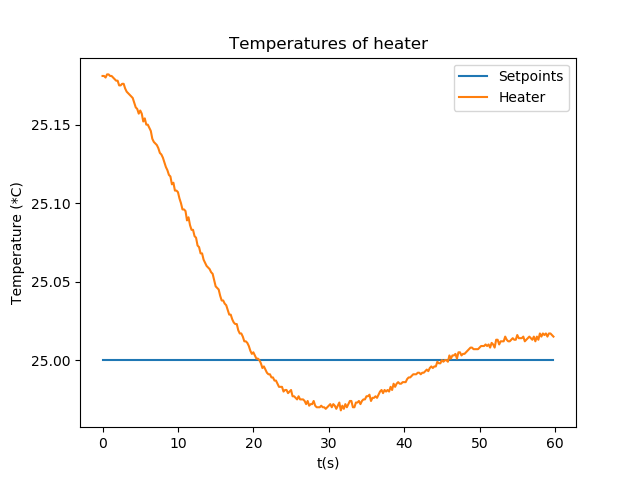 Temperatures of heater
Setpoints
Heater
Temperature (*C)
25.15
25.10
25.05
25.00
0
10
20
30
40
50
60
t(s)